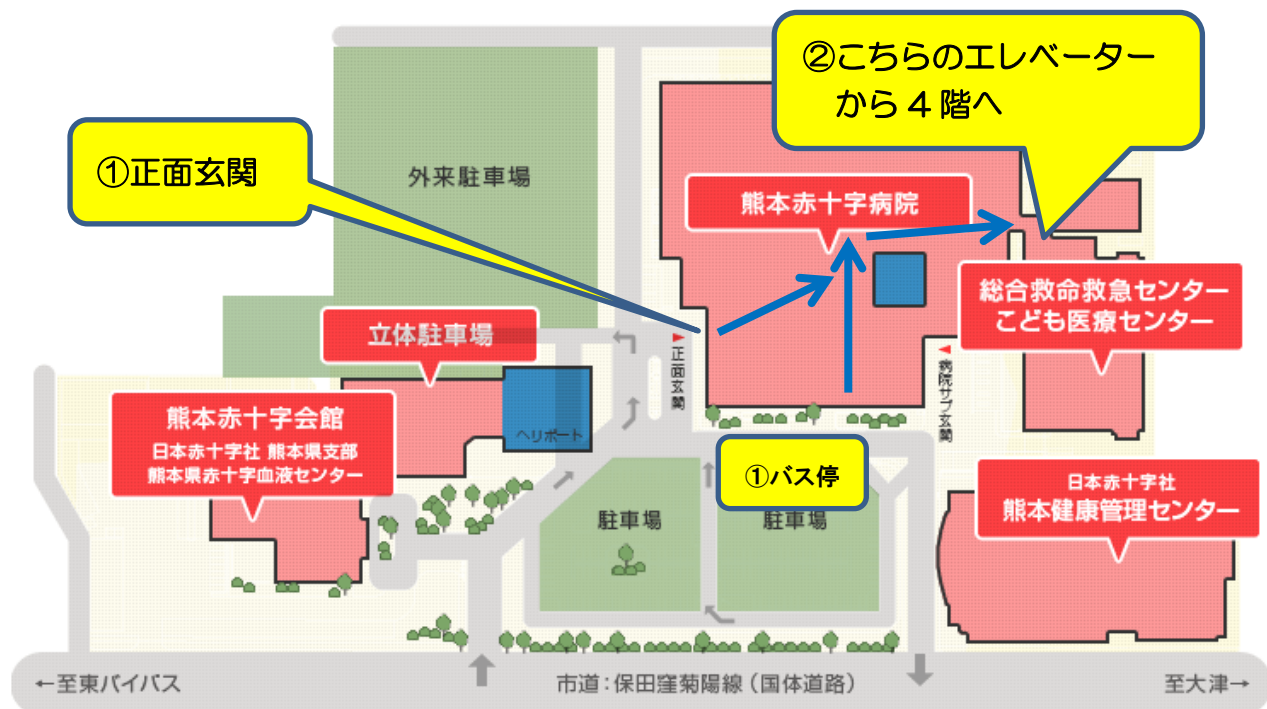 ②こちらのエレベーター
から4階へ
①正面玄関
外来駐車場
熊本赤十字病院
総合救命救急センター
こども医療センター
立体駐車場
正面玄関
病院サブ玄関
熊本赤十字会館
日本赤十字社 熊本県支部
熊本県赤十字血液センター
ヘリポート
①バス停
日本赤十字社
熊本健康管理センター
駐車場
駐車場
←至東バイパス
市道:保田窪菊陽線(国体道路)
至大津→